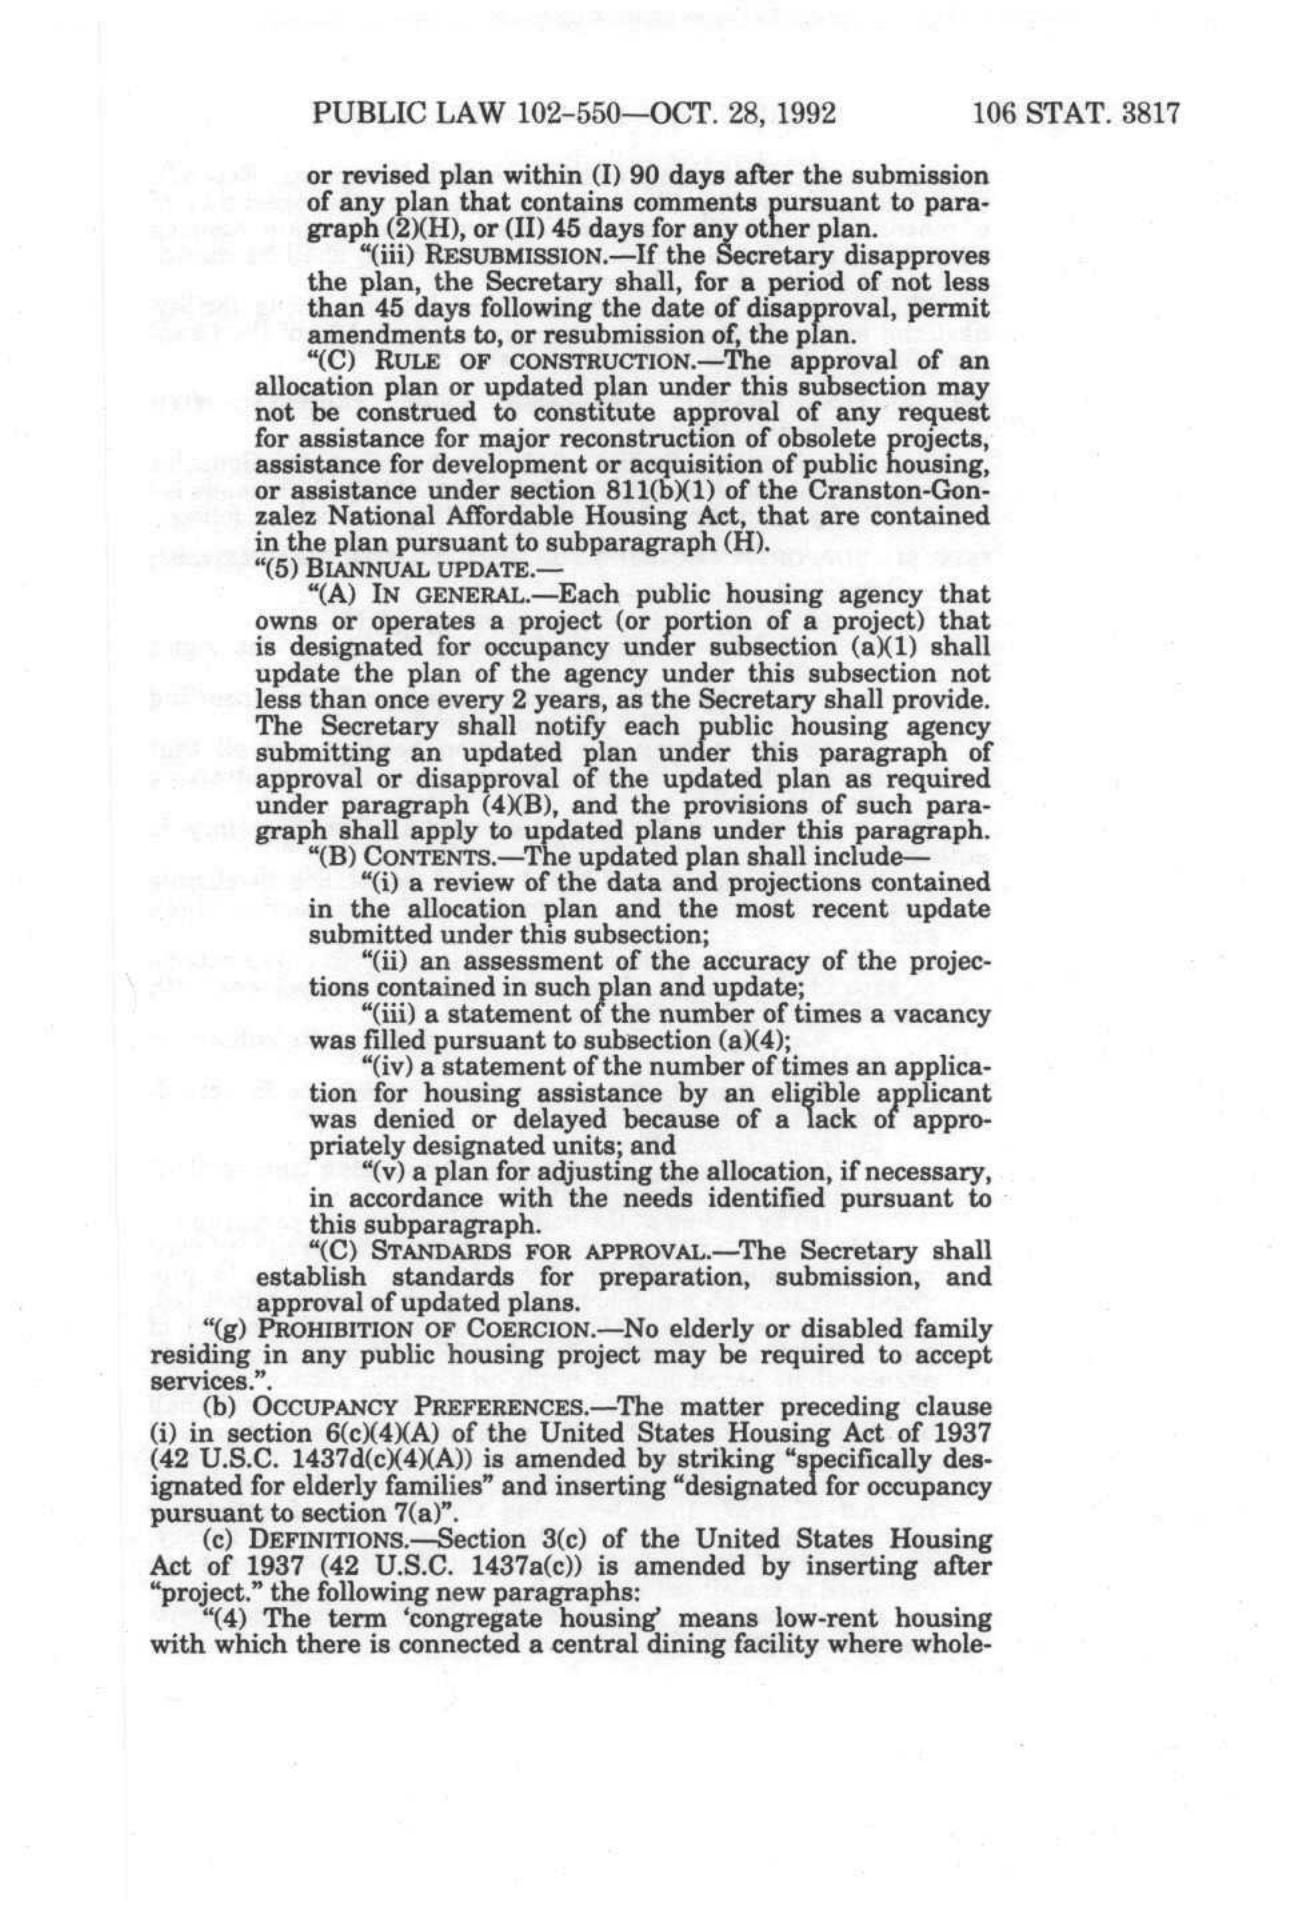 PUBLIC LAW 102-550—OCT. 28, 1992 106 STAT. 3817
or revised plan within (I) 90 days after the submission
of any plan that contains comments pursuant to para-
graph (2)(H), or (II) 45 days for any other plan.
“(iii) RESUBMISSION.—If the Secretary disapproves
the plan, the Secretary shall, for a period of not less
than 45 days following the date of disapproval, permit
amendments to, or resubmission of, the plan.
“(C) RULE OF CONSTRUCTION.—The approval of an
allocation plan or updated plan under this subsection may
not be construed to constitute approval of any request
for assistance for major reconstruction of obsolete projects,
assistance for development or acquisition of public housing,
or assistance under section 811(b)(1) of the Cranston-Gon-
zalez National Affordable Housing Act, that are contained
in the plan pursuant to subparagraph (H).
“(5) BIANNUAL UPDATE.—
“(A) IN GENERAL.—Each public housing agency that
owns or operates a project (or portion of a project) that
is designated for occupancy under subsection (a)(1) shall
update the plan of the agency under this subsection not
less than once every 2 years, as the Secretary shall provide.
The Secretary shall notify each public housing agency
submitting an updated plan under this paragraph of
approval or disapproval of the updated plan as required
under paragraph (4)(B), and the provisions of such para-
graph shall apply to updated plans under this paragraph.
“(B) CONTENTS.—The updated plan shall include—
“(i) a review of the data and projections contained
in the allocation plan and the most recent update
submitted under this subsection;
“(ii) an assessment of the accuracy of the projec-
tions contained in such plan and update;
“(iii) a statement of the number of times a vacancy
was filled pursuant to subsection (a)(4);
“(iv) a statement of the number of times an applica-
tion for housing assistance by an eligible applicant
was denied or delayed because of a lack of appro-
priately designated units; and
“(v) a plan for adjusting the allocation, if necessary,
in accordance with the needs identified pursuant to
this subparagraph.
“(C) STANDARDS FOR APPROVAL.—The Secretary shall
establish standards for preparation, submission, and
approval of updated plans.
“(g) PROHIBITION OF COERCION.—No elderly or disabled family
residing in any public housing project may be required to accept
services.”.
(b) OCCUPANCY PREFERENCES.—The matter preceding clause
(i) in section 6(c)(4)(A) of the United States Housing Act of 1937
(42 U.S.C. 1437d(c)(4)(A)) is amended by striking “specifically des-
ignated for elderly families” and inserting “designated for occupancy
pursuant to section 7(a)”.
(c) DEFINITIONS.—Section 3(c) of the United States Housing
Act of 1937 (42 U.S.C. 1437a(c)) is amended by inserting after
“project.” the following new paragraphs:
“(4) The term ‘congregate housing’ means low-rent housing
with which there is connected a central dining facility where whole-